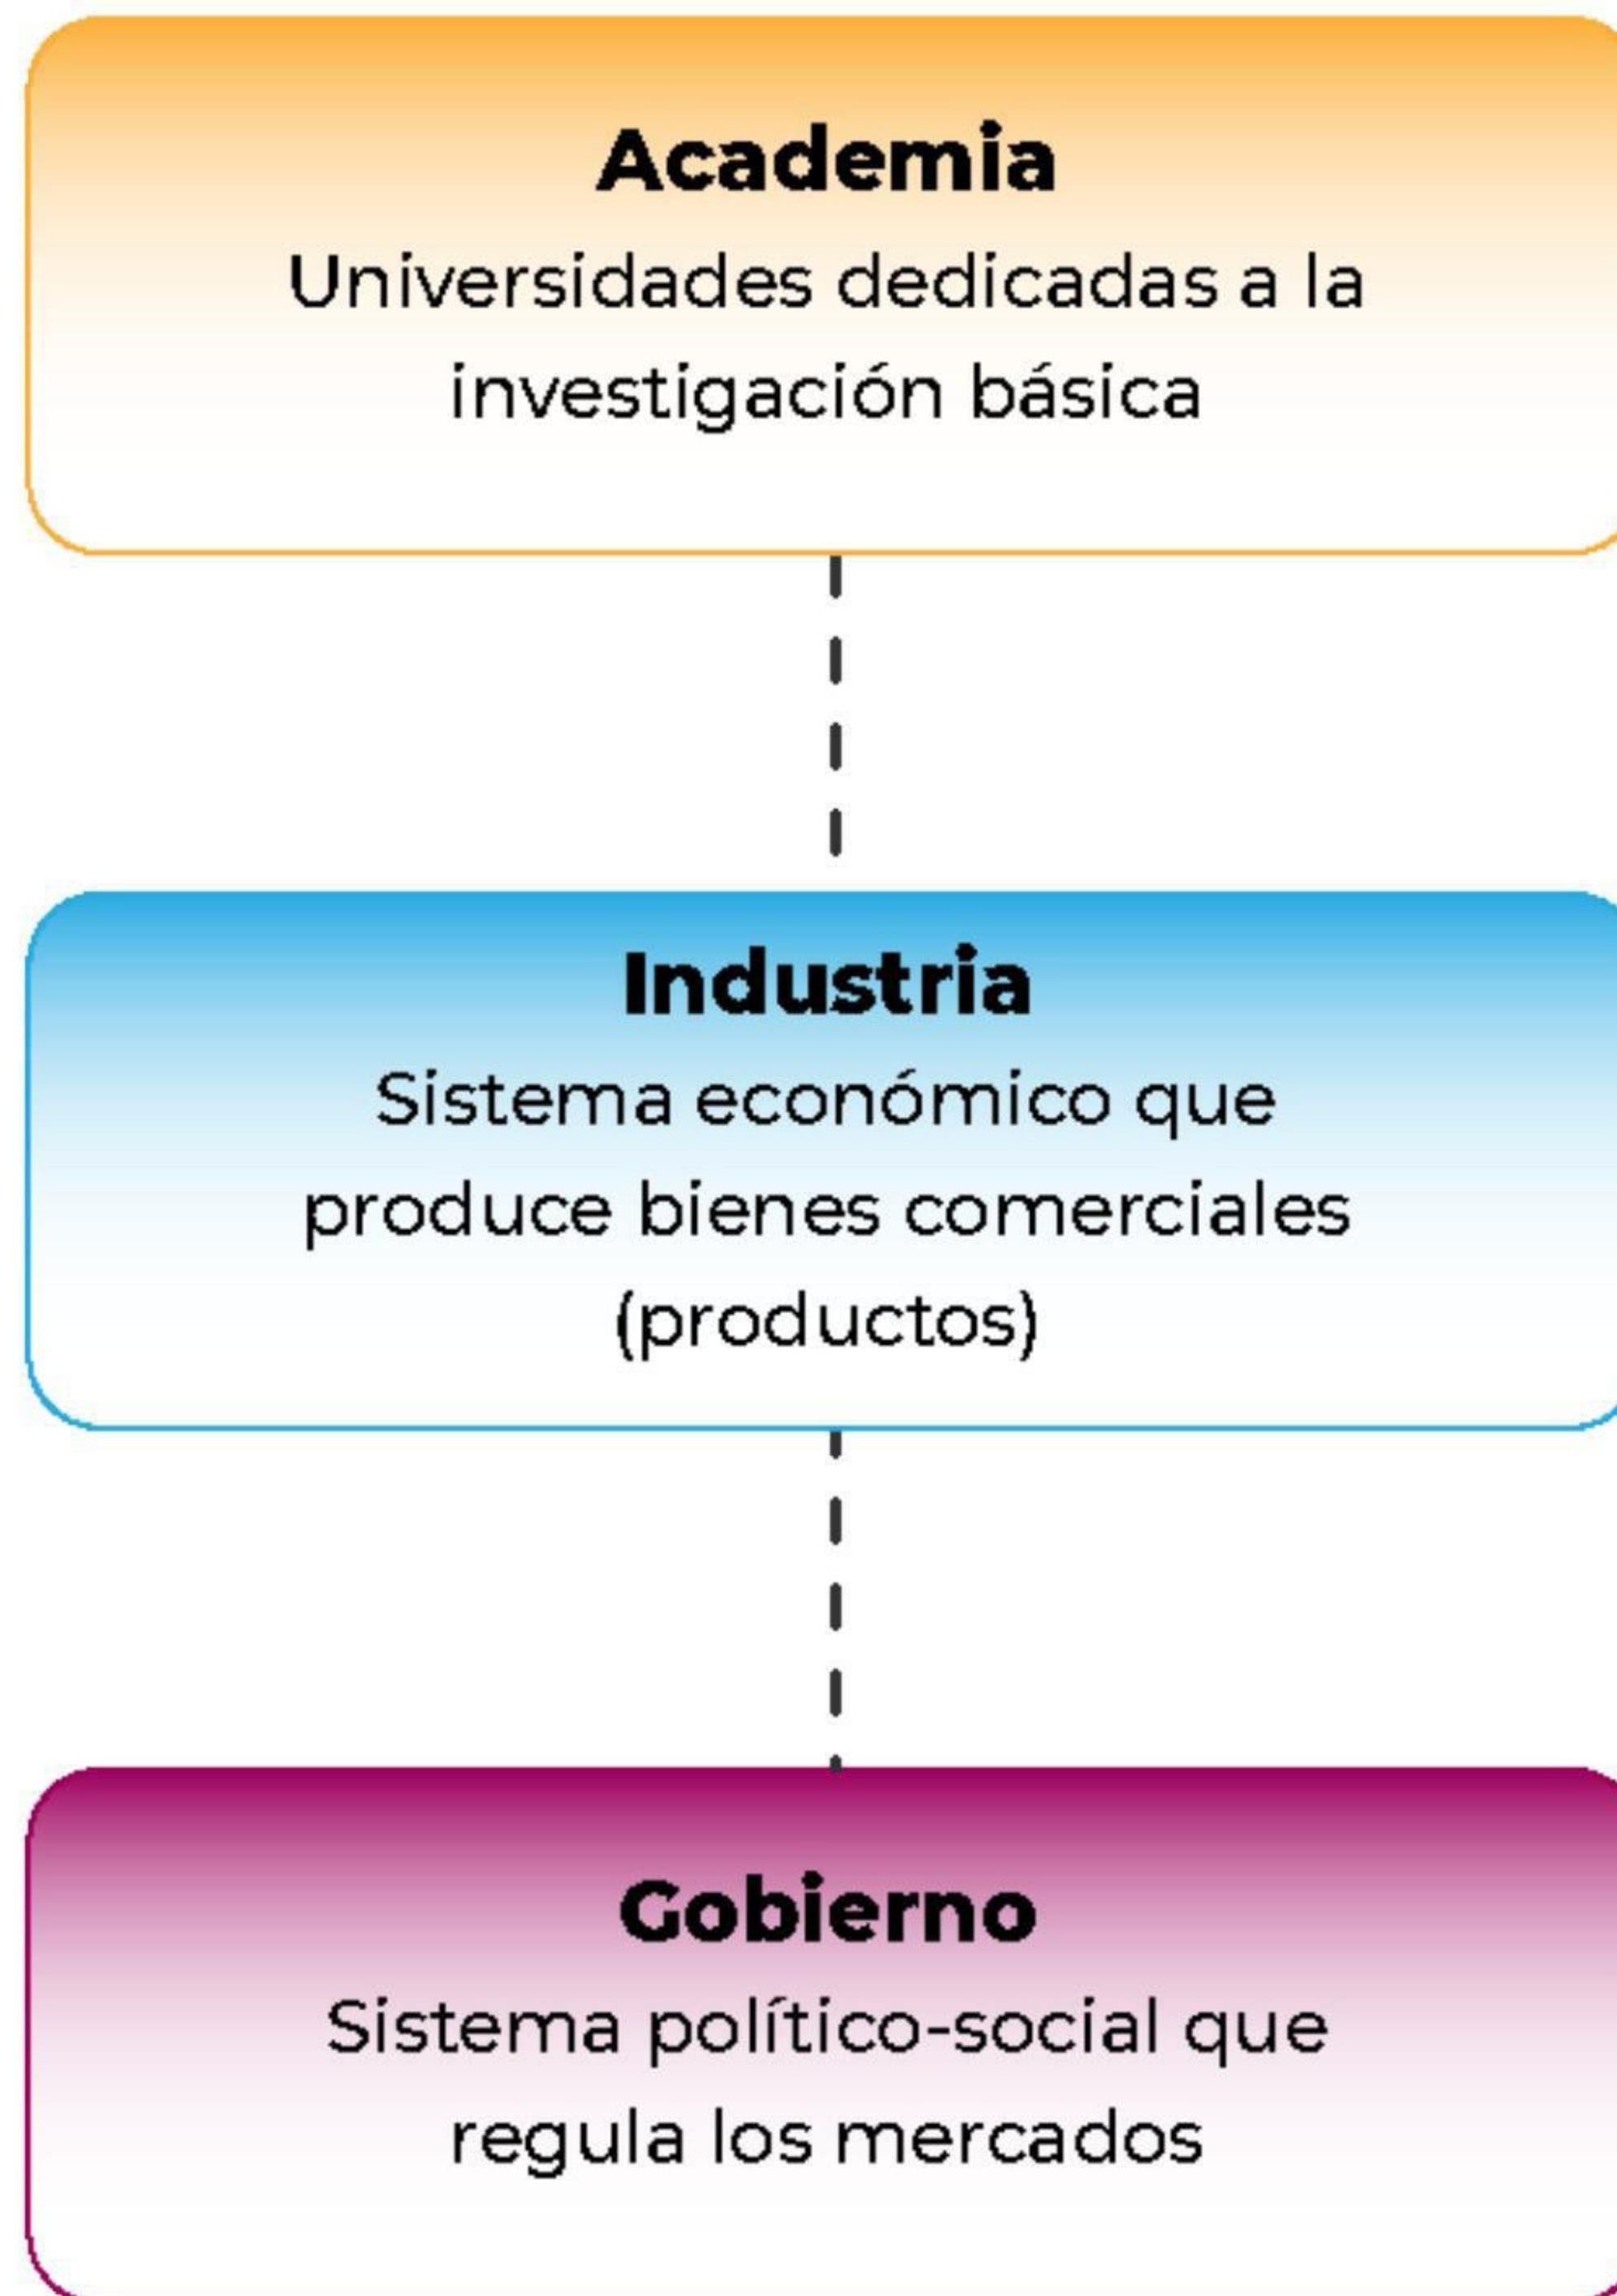 Academia
Universidades dedicadas a la
investigación básica
Industria
Sistema económico que
produce bienes comerciales
(productos)
Gobierno
Sistema político-social que
regula los mercados